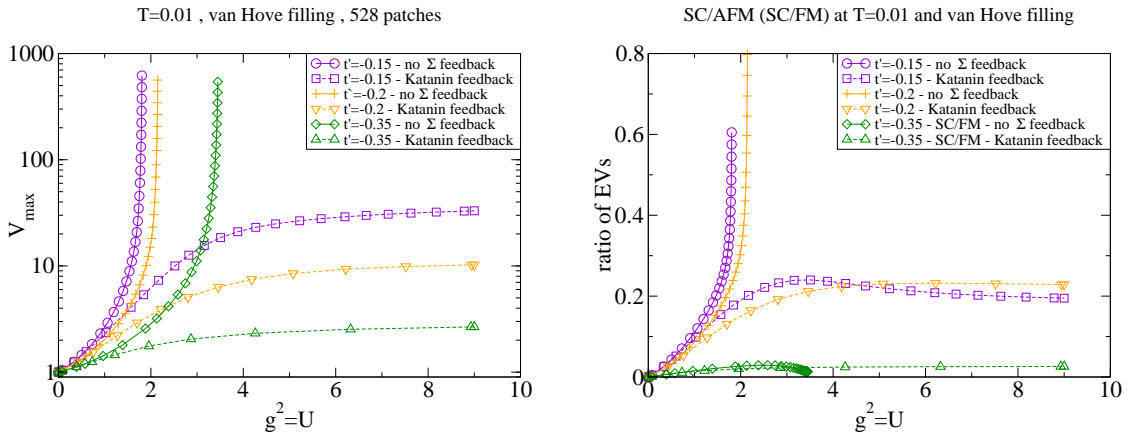 T=0.01 , van Hove filling , 528 patches
1000
100
10
1
V_max
0 2 4 6 8 10
g²=U
t'=-0.15 - no Σ feedback
t'=-0.15 - Katanin feedback
t`=-0.2 - no Σ feedback
t'=-0.2 - Katanin feedback
t'=-0.35 - no Σ feedback
t'=-0.35 - Katanin feedback
SC/AFM (SC/FM) at T=0.01 and van Hove filling
0.8
0.6
0.4
0.2
0
ratio of EVs
0 2 4 6 8 10
g²=U
t'=-0.15 - no Σ feedback
t'=-0.15 - Katanin feedback
t'=-0.2 - no Σ feedback
t'=-0.2 - Katanin feedback
t'=-0.35 - SC/FM - no Σ feedback
t'=-0.35 - SC/FM - Katanin feedback